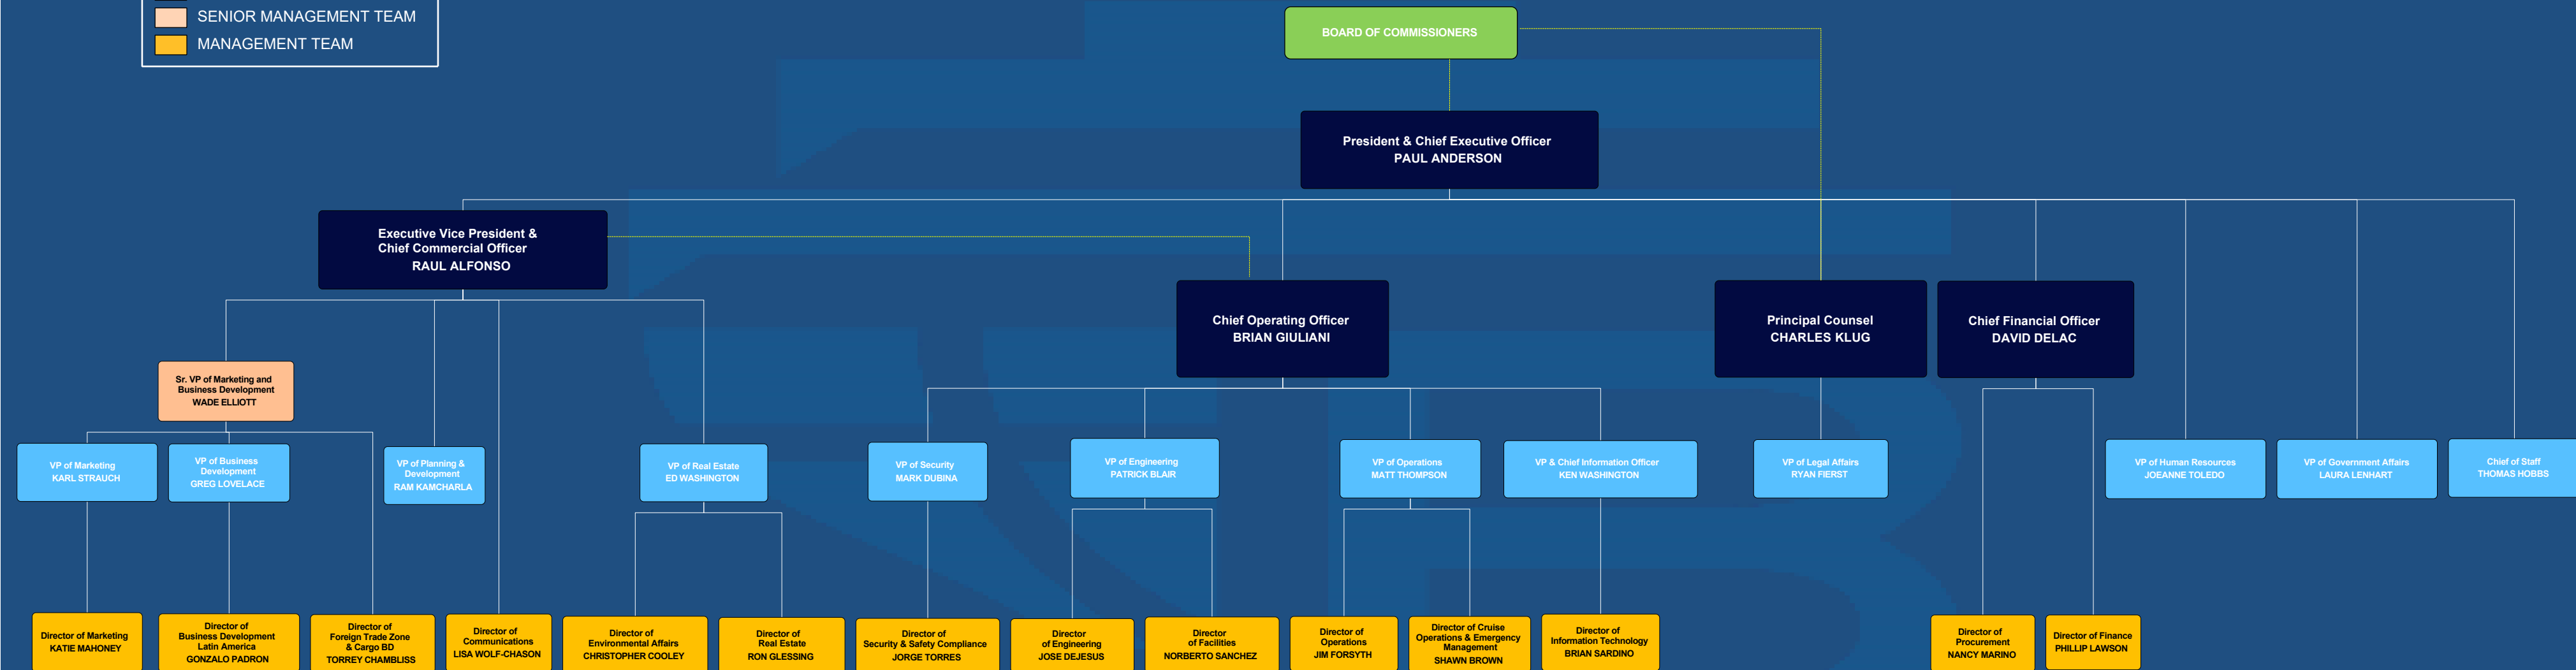 SENIOR MANAGEMENT TEAM
MANAGEMENT TEAM
BOARD OF COMMISSIONERS
President & Chief Executive Officer
PAUL ANDERSON
Executive Vice President &
Chief Commercial Officer
RAUL ALFONSO
Chief Operating Officer
BRIAN GIULIANI
Principal Counsel
CHARLES KLUG
Chief Financial Officer
DAVID DELAC
Sr. VP of Marketing and
Business Development
WADE ELLIOTT
VP of Marketing
KARL STRAUCH
VP of Business
Development
GREG LOVELACE
VP of Planning &
Development
RAM KAMCHARLA
VP of Real Estate
ED WASHINGTON
VP of Security
MARK DUBINA
VP of Engineering
PATRICK BLAIR
VP of Operations
MATT THOMPSON
VP & Chief Information Officer
KEN WASHINGTON
VP of Legal Affairs
RYAN FIERST
VP of Human Resources
JOEANNE TOLEDO
VP of Government Affairs
LAURA LENHART
Chief of Staff
THOMAS HOBBS
Director of Marketing
KATIE MAHONEY
Director of
Business Development
Latin America
GONZALO PADRON
Director of
Foreign Trade Zone
& Cargo BD
TORREY CHAMBLISS
Director of
Communications
LISA WOLF-CHASON
Director of
Environmental Affairs
CHRISTOPHER COOLEY
Director of
Real Estate
RON GLESSING
Director of
Security & Safety Compliance
JORGE TORRES
Director
of Engineering
JOSE DEJESUS
Director
of Facilities
NORBERTO SANCHEZ
Director of
Operations
JIM FORSYTH
Director of Cruise
Operations & Emergency
Management
SHAWN BROWN
Director of
Information Technology
BRIAN SARDINO
Director of
Procurement
NANCY MARINO
Director of Finance
PHILLIP LAWSON